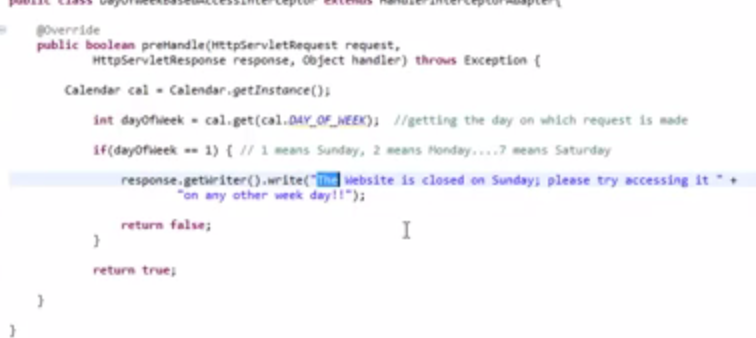 public class DayOfWeekBasedAccessInterceptor extends HandlerInterceptorAdapter{
@Override
public boolean preHandle(HttpServletRequest request,
HttpServletResponse response, Object handler) throws Exception {
Calendar cal = Calendar.getInstance();
int dayOfWeek = cal.get(cal.DAY_OF_WEEK); //getting the day on which request is made
if(dayOfWeek == 1) { // 1 means Sunday, 2 means Monday....7 means Saturday
response.getWriter().write("The Website is closed on Sunday; please try accessing it " +
"on any other week day!!");
return false;
}
return true;
}
}